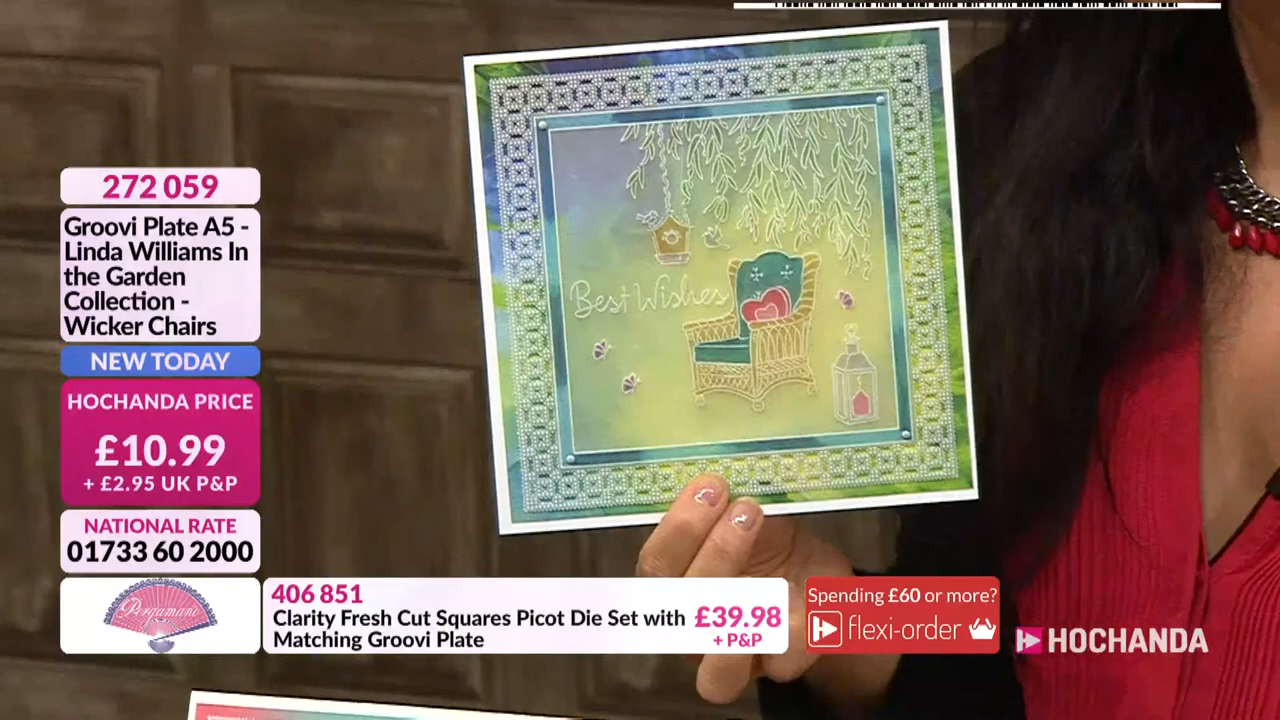 272 059
Groovi Plate A5 -
Linda Williams In
the Garden
Collection -
Wicker Chairs
NEW TODAY
HOCHANDA PRICE
£10.99
+ £2.95 UK P&P
NATIONAL RATE
01733 60 2000
Best Wishes
Pergamano
406 851
Clarity Fresh Cut Squares Picot Die Set with
Matching Groovi Plate
£39.98
+ P&P
Spending £60 or more?
flexi-order
HOCHANDA